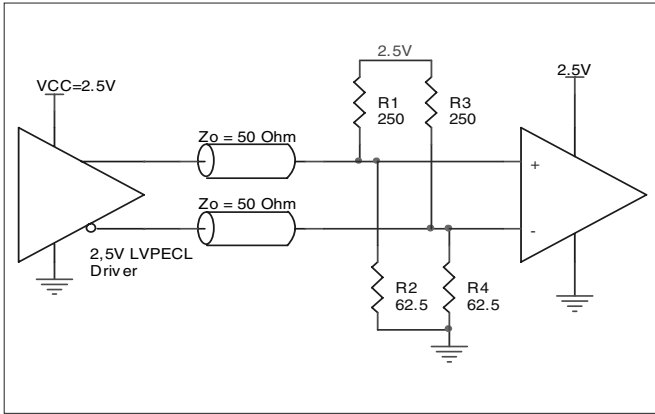 2.5V
VCC=2.5V
2.5V
R1
250
R3
250
Zo = 50 Ohm
+
Zo = 50 Ohm
-
2,5V LVPECL
Driver
R2
62.5
R4
62.5